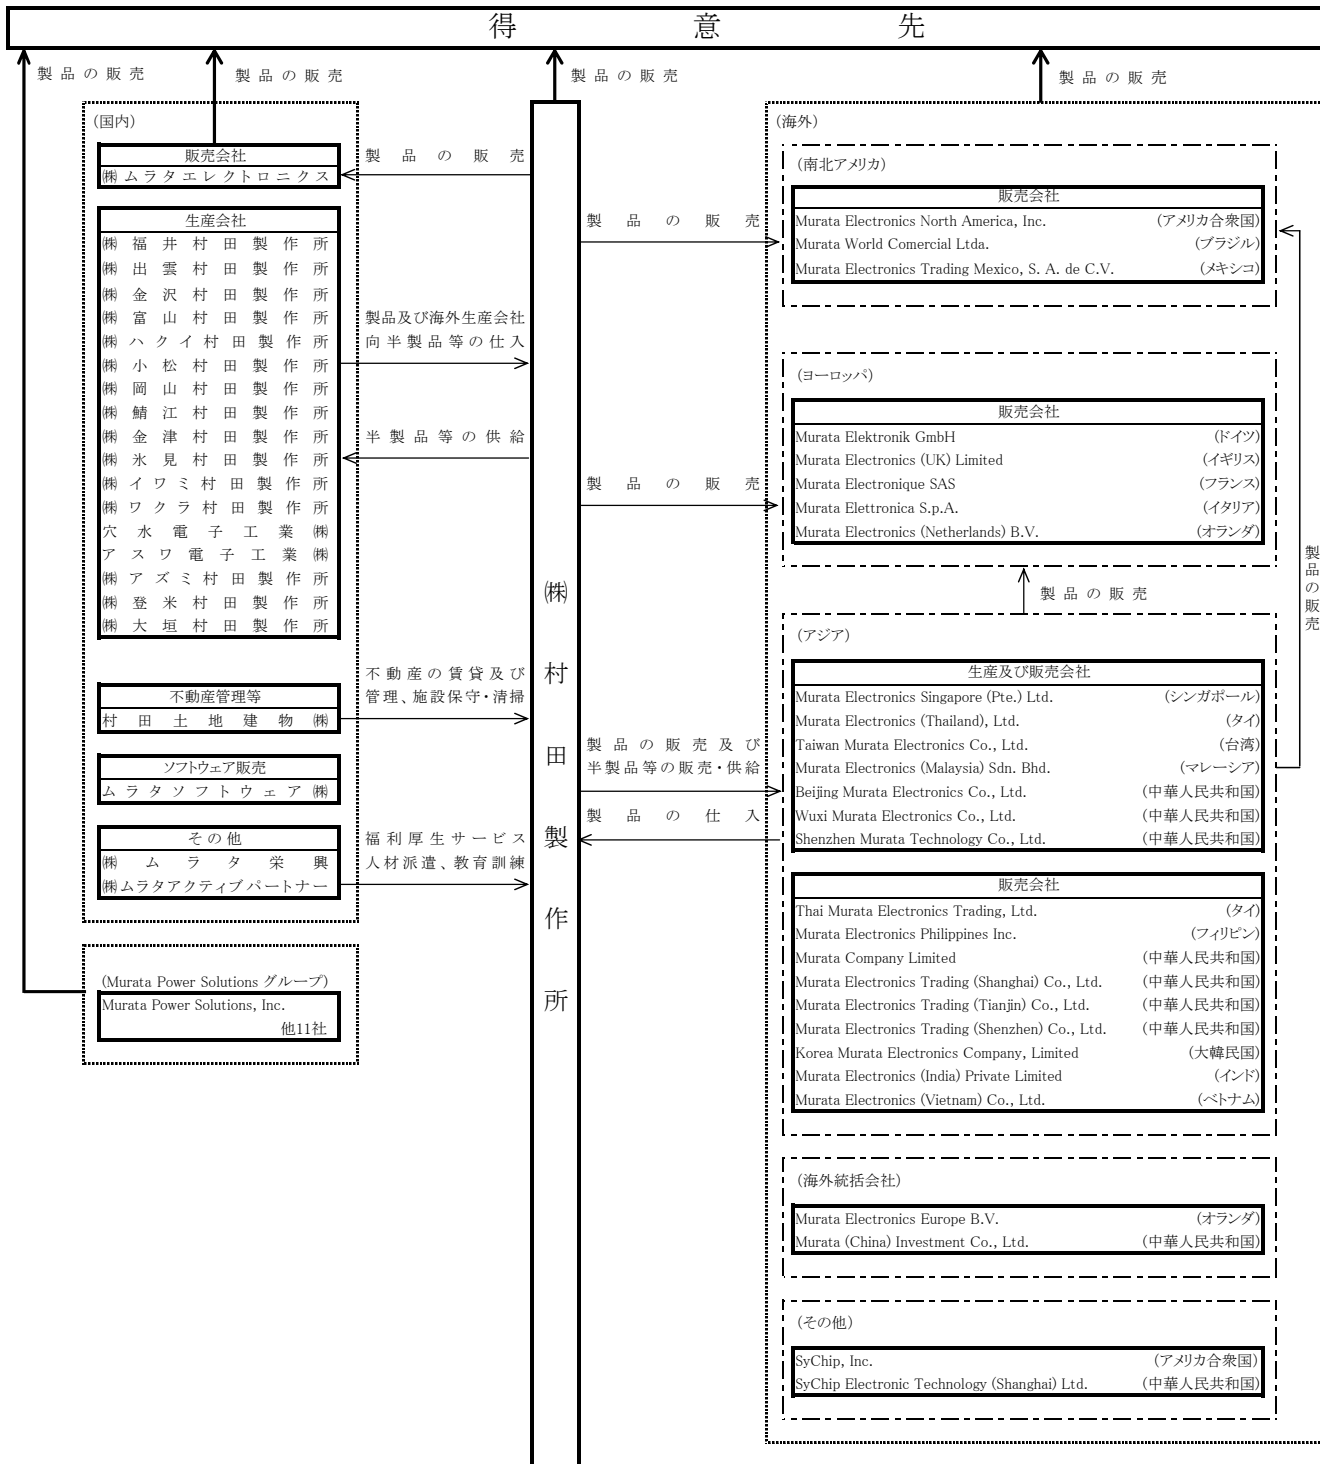 得意先
製品の販売
製品の販売
製品の販売
製品の販売
(国内)
販売会社
㈱ムラタエレクトロニクス
生産会社
㈱福井村田製作所
㈱出雲村田製作所
㈱金沢村田製作所
㈱富山村田製作所
㈱ハクイ村田製作所
㈱小松村田製作所
㈱岡山村田製作所
㈱鯖江村田製作所
㈱金津村田製作所
㈱氷見村田製作所
㈱イワミ村田製作所
㈱ワクラ村田製作所
穴水電子工業㈱
アスワ電子工業㈱
㈱アズミ村田製作所
㈱登米村田製作所
㈱大垣村田製作所
不動産管理等
村田土地建物㈱
ソフトウェア販売
ムラタソフトウェア㈱
その他
㈱ムラタ栄興
㈱ムラタアクティブパートナー
(Murata Power Solutions グループ)
Murata Power Solutions, Inc.
他11社
製品の販売
製品及び海外生産会社
向半製品等の仕入
半製品等の供給
不動産の賃貸及び
管理、施設保守・清掃
福利厚生サービス
人材派遣、教育訓練
㈱村田製作所
製品の販売
製品の販売
製品の販売及び
半製品等の販売・供給
製品の仕入
(海外)
(南北アメリカ)
販売会社
Murata Electronics North America, Inc. (アメリカ合衆国)
Murata World Comercial Ltda. (ブラジル)
Murata Electronics Trading Mexico, S. A. de C.V. (メキシコ)
(ヨーロッパ)
販売会社
Murata Elektronik GmbH (ドイツ)
Murata Electronics (UK) Limited (イギリス)
Murata Electronique SAS (フランス)
Murata Elettronica S.p.A. (イタリア)
Murata Electronics (Netherlands) B.V. (オランダ)
製品の販売
製品の販売
(アジア)
生産及び販売会社
Murata Electronics Singapore (Pte.) Ltd. (シンガポール)
Murata Electronics (Thailand), Ltd. (タイ)
Taiwan Murata Electronics Co., Ltd. (台湾)
Murata Electronics (Malaysia) Sdn. Bhd. (マレーシア)
Beijing Murata Electronics Co., Ltd. (中華人民共和国)
Wuxi Murata Electronics Co., Ltd. (中華人民共和国)
Shenzhen Murata Technology Co., Ltd. (中華人民共和国)
販売会社
Thai Murata Electronics Trading, Ltd. (タイ)
Murata Electronics Philippines Inc. (フィリピン)
Murata Company Limited (中華人民共和国)
Murata Electronics Trading (Shanghai) Co., Ltd. (中華人民共和国)
Murata Electronics Trading (Tianjin) Co., Ltd. (中華人民共和国)
Murata Electronics Trading (Shenzhen) Co., Ltd. (中華人民共和国)
Korea Murata Electronics Company, Limited (大韓民国)
Murata Electronics (India) Private Limited (インド)
Murata Electronics (Vietnam) Co., Ltd. (ベトナム)
(海外統括会社)
Murata Electronics Europe B.V. (オランダ)
Murata (China) Investment Co., Ltd. (中華人民共和国)
(その他)
SyChip, Inc. (アメリカ合衆国)
SyChip Electronic Technology (Shanghai) Ltd. (中華人民共和国)